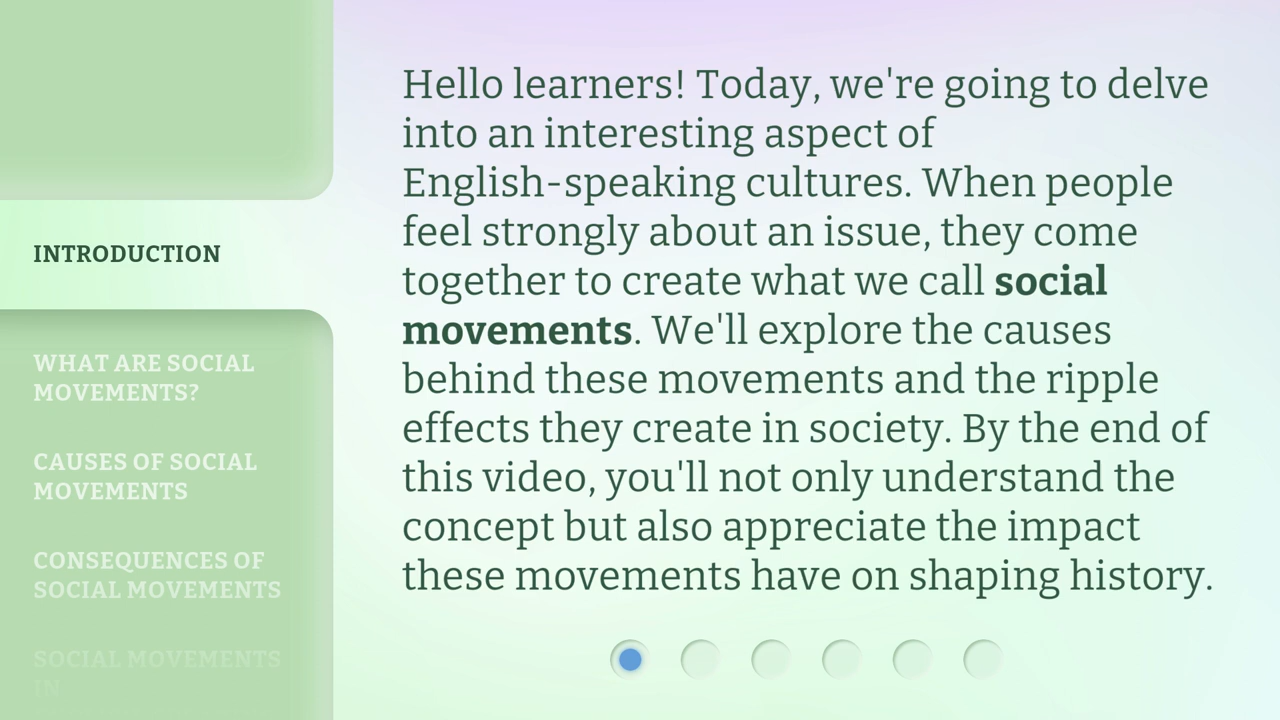 INTRODUCTION
WHAT ARE SOCIAL
MOVEMENTS?
CAUSES OF SOCIAL
MOVEMENTS
CONSEQUENCES OF
SOCIAL MOVEMENTS
SOCIAL MOVEMENTS
IN
Hello learners! Today, we're going to delve
into an interesting aspect of
English-speaking cultures. When people
feel strongly about an issue, they come
together to create what we call social
movements. We'll explore the causes
behind these movements and the ripple
effects they create in society. By the end of
this video, you'll not only understand the
concept but also appreciate the impact
these movements have on shaping history.